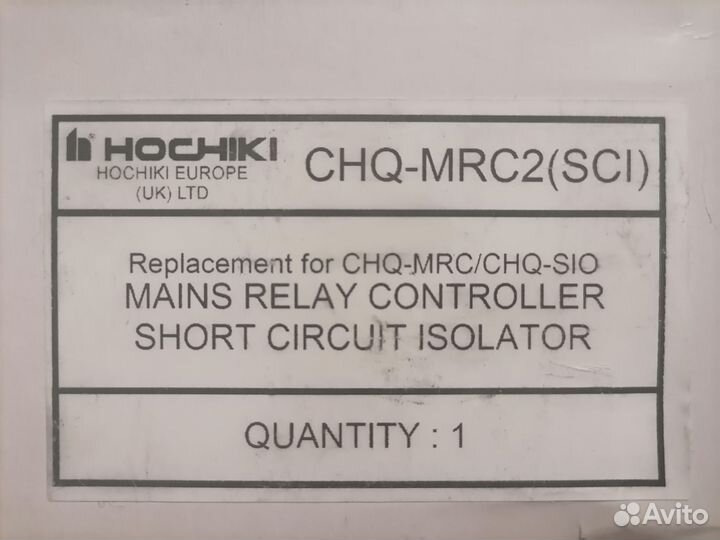 HOCHIKI
HOCHIKI EUROPE
(UK) LTD
CHQ-MRC2(SCI)
Replacement for CHQ-MRC/CHQ-SIO
MAINS RELAY CONTROLLER
SHORT CIRCUIT ISOLATOR
QUANTITY : 1
Avito